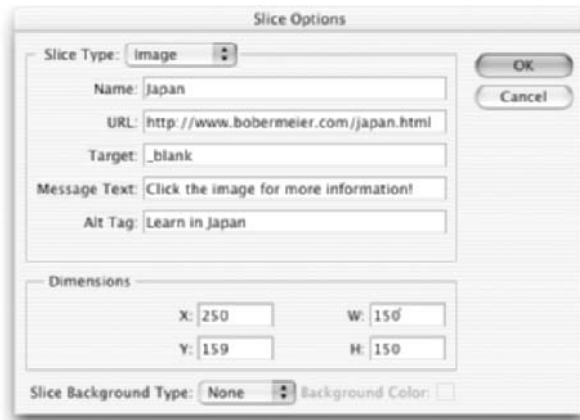 Slice Options
Slice Type: Image
OK
Name: Japan
Cancel
URL: http://www.bobermeier.com/japan.html
Target: _blank
Message Text: Click the image for more information!
Alt Tag: Learn in Japan
Dimensions
X: 250 W: 150
Y: 159 H: 150
Slice Background Type: None Background Color: